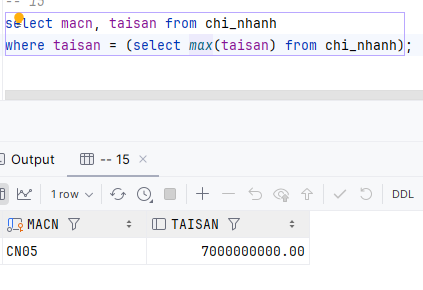 -- 15
select macn, taisan from chi_nhanh
where taisan = (select max(taisan) from chi_nhanh);
Output
-- 15
1 row
DDL
MACN
TAISAN
CN05
7000000000.00